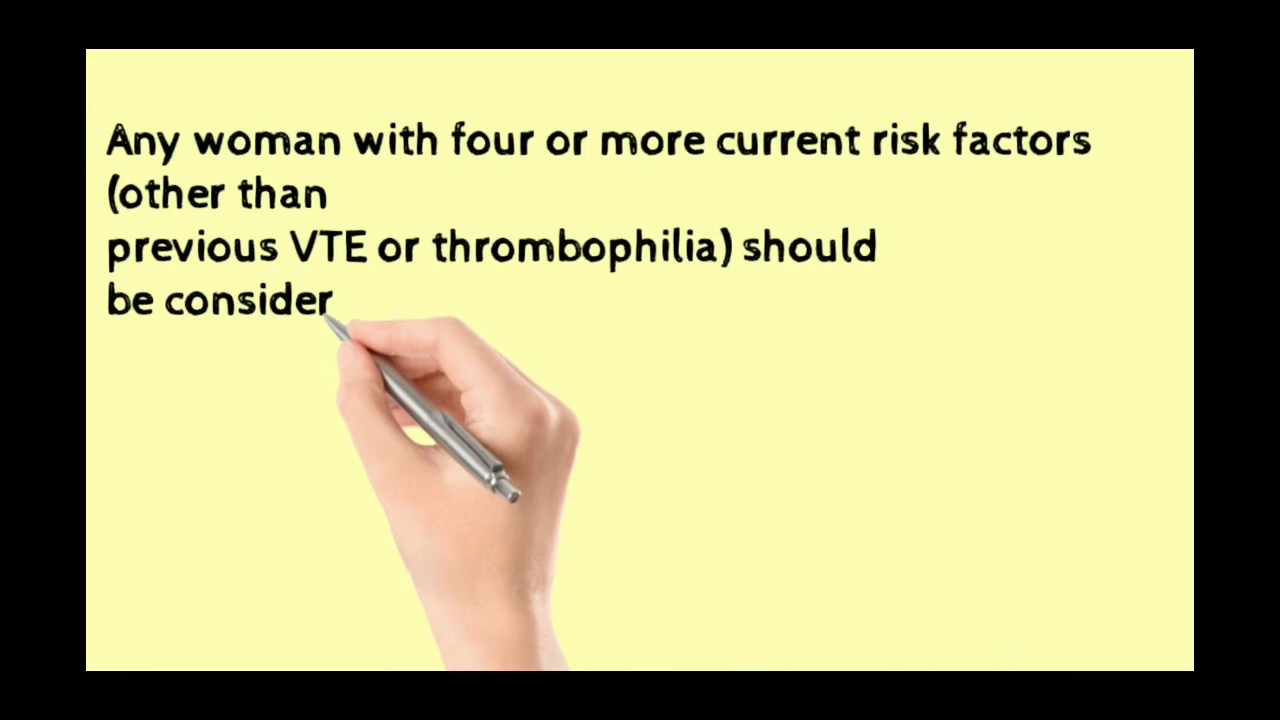 Any woman with four or more current risk factors
(other than
previous VTE or thrombophilia) should
be consider